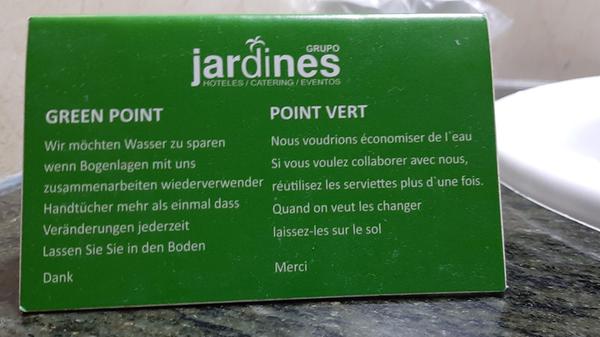 GRUPO
jardines
HOTELES / CATERING / EVENTOS
GREEN POINT
Wir möchten Wasser zu sparen
wenn Bogenlagen mit uns
zusammenarbeiten wiederverwender
Handtücher mehr als einmal dass
Veränderungen jederzeit
Lassen Sie Sie in den Boden
Dank
POINT VERT
Nous voudrions économiser de l`eau
Si vous voulez collaborer avec nous,
réutilisez les serviettes plus d`une fois.
Quand on veut les changer
laissez-les sur le sol
Merci